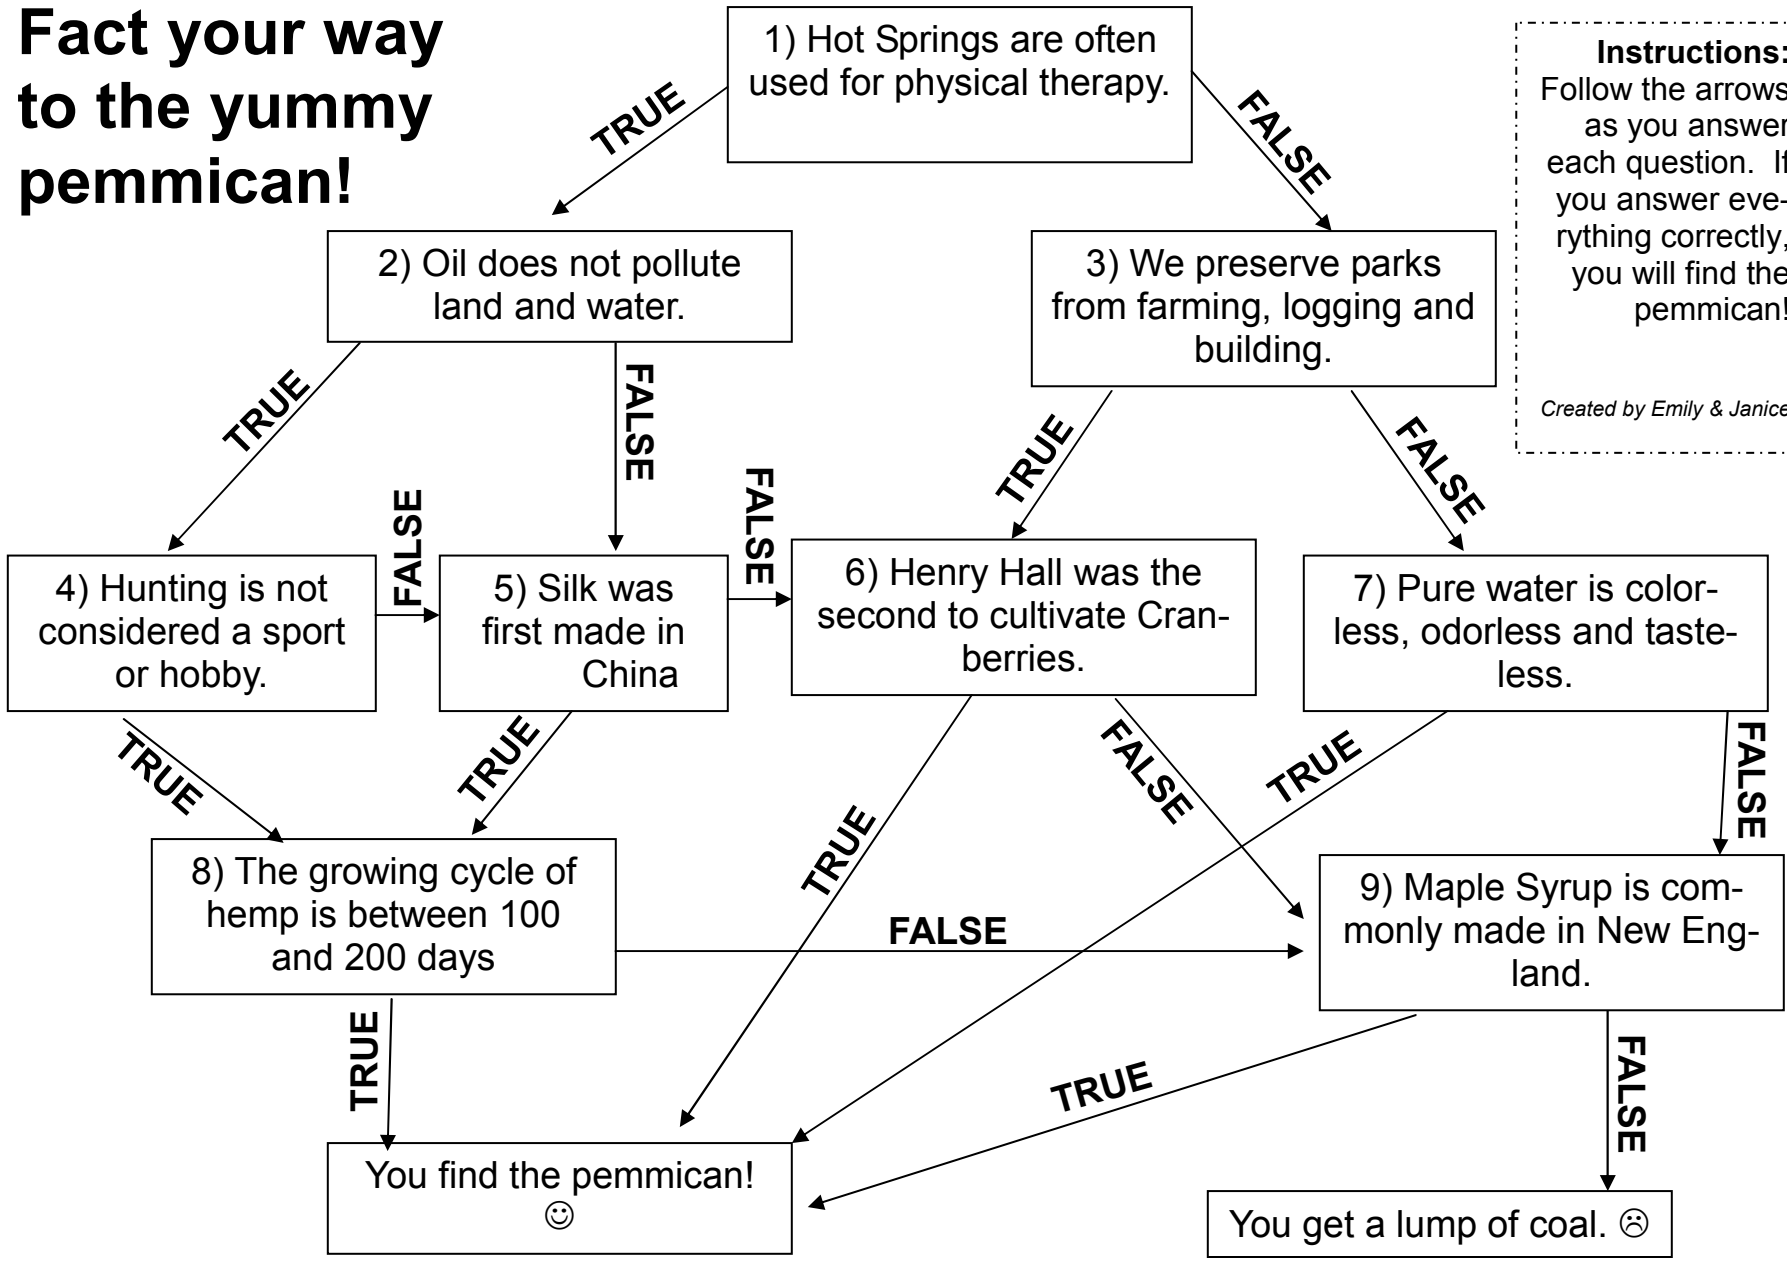 Fact your way
to the yummy
pemmican!
1) Hot Springs are often
used for physical therapy.
Instructions:
Follow the arrows
as you answer
each question. If
you answer eve-
rything correctly,
you will find the
pemmican!
Created by Emily & Janice
TRUE
FALSE
2) Oil does not pollute
land and water.
3) We preserve parks
from farming, logging and
building.
TRUE
FALSE
TRUE
FALSE
4) Hunting is not
considered a sport
or hobby.
FALSE
5) Silk was
first made in
China
FALSE
6) Henry Hall was the
second to cultivate Cran-
berries.
7) Pure water is color-
less, odorless and taste-
less.
TRUE
TRUE
TRUE
FALSE
TRUE
FALSE
8) The growing cycle of
hemp is between 100
and 200 days
FALSE
9) Maple Syrup is com-
monly made in New Eng-
land.
TRUE
TRUE
FALSE
You find the pemmican!
☺
You get a lump of coal. ☹